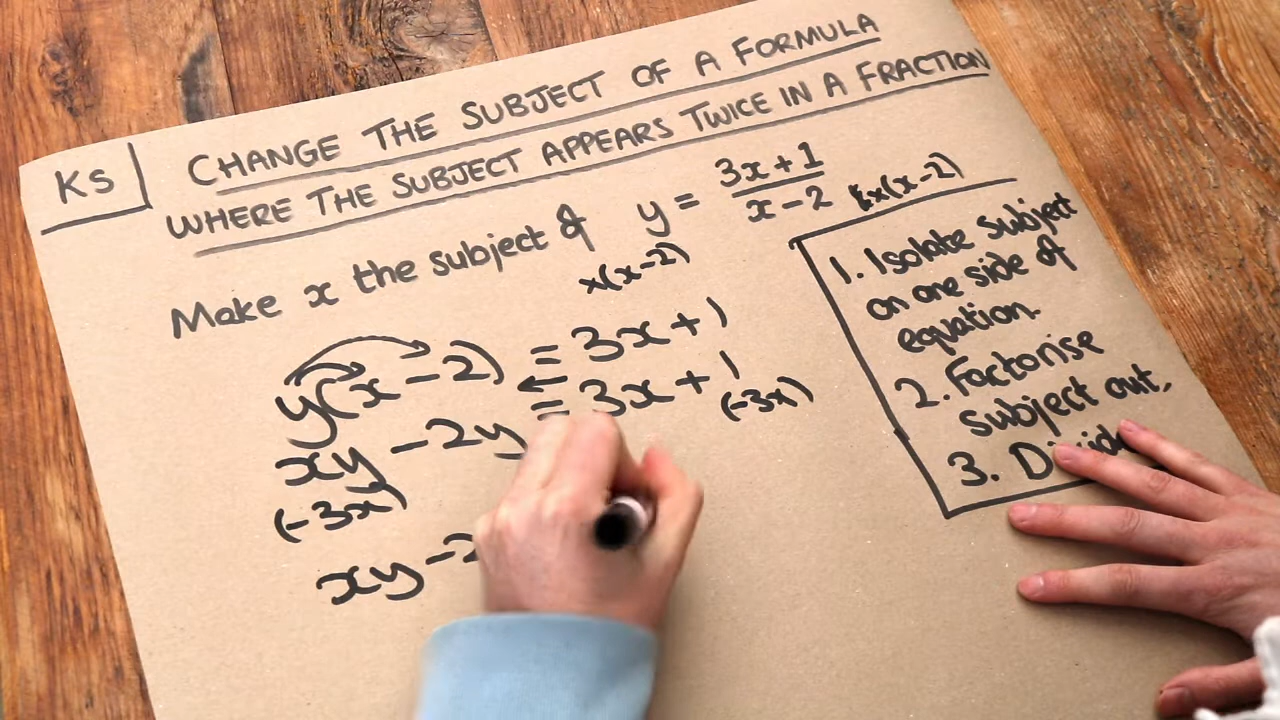 KS
CHANGE THE SUBJECT OF A FORMULA
WHERE THE SUBJECT APPEARS TWICE IN A FRACTION
Make x the subject of y = (3x+1)/(x-2) x(x-2)
x(x-2)
y(x-2) = 3x+1
xy -2y = 3x+1
(-3x) (-3x)
xy-2
1. Isolate subject
on one side of
equation.
2. Factorise
subject out.
3.